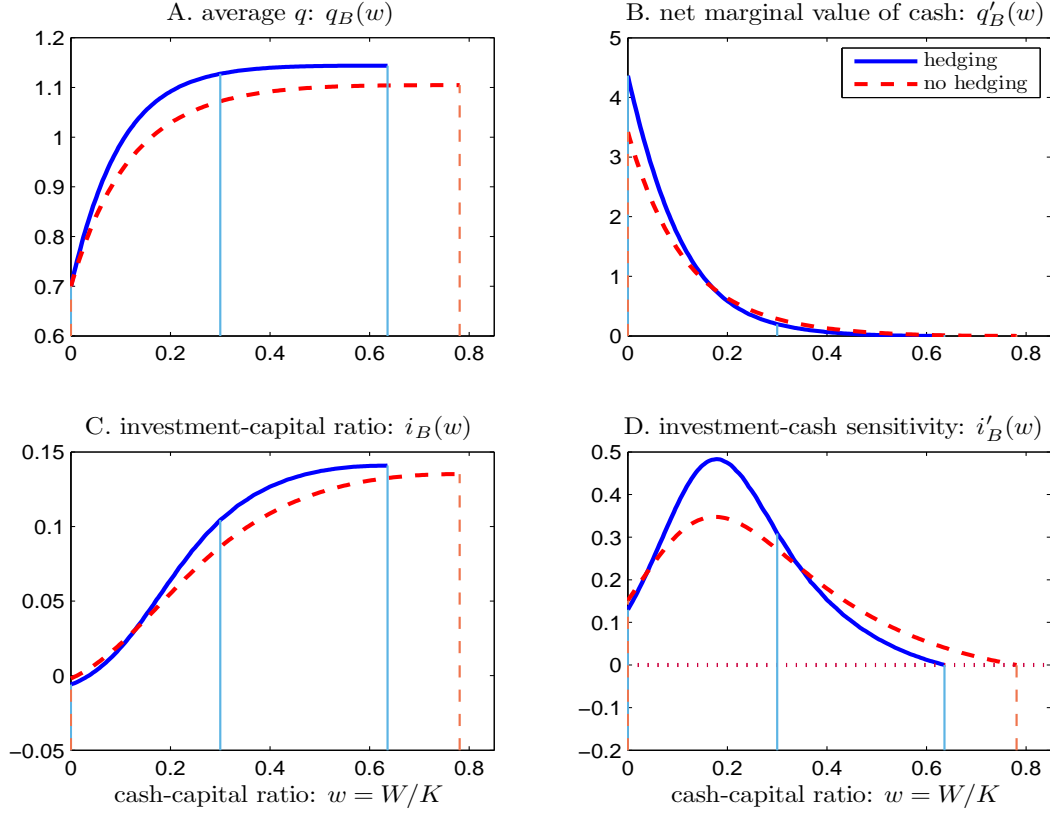 A. average q: q_B(w)
1.2
1.1
1
0.9
0.8
0.7
0.6
0 0.2 0.4 0.6 0.8
B. net marginal value of cash: q′_B(w)
5
4
3
2
1
0
0 0.2 0.4 0.6 0.8
hedging
no hedging
C. investment-capital ratio: i_B(w)
0.15
0.1
0.05
0
−0.05
0 0.2 0.4 0.6 0.8
cash-capital ratio: w = W/K
D. investment-cash sensitivity: i′_B(w)
0.5
0.4
0.3
0.2
0.1
0
−0.1
−0.2
0 0.2 0.4 0.6 0.8
cash-capital ratio: w = W/K